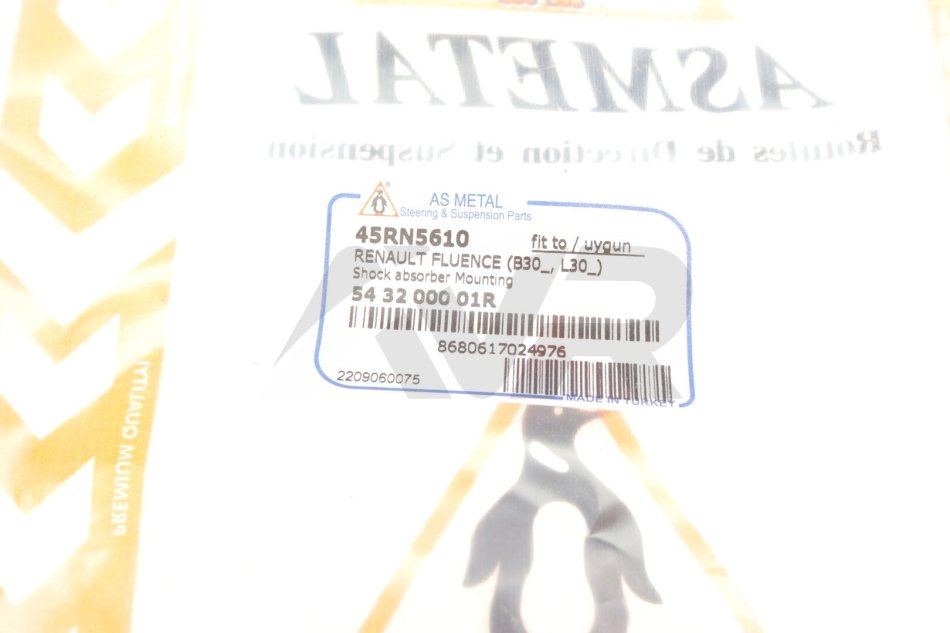 ASMETAL
Rotules de Direction et Suspension
AS METAL
Steering & Suspension Parts
45RN5610 fit to / uygun
RENAULT FLUENCE (B30_, L30_)
Shock absorber Mounting
54 32 000 01R
8680617024976
2209060075
MADE IN TURKEY
PREMIUM QUALITY